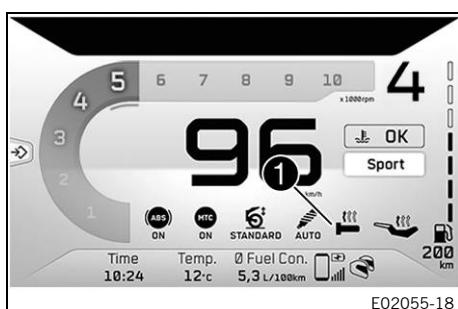 5 6 7 8 9 10 4
4 x1000rpm
3 OK
96 Sport
2 1
km/h
1
ABS MTC
ON ON STANDARD AUTO
200
km
Time Temp. Ø Fuel Con.
10:24 12°C 5,3 L/100km
E02055-18